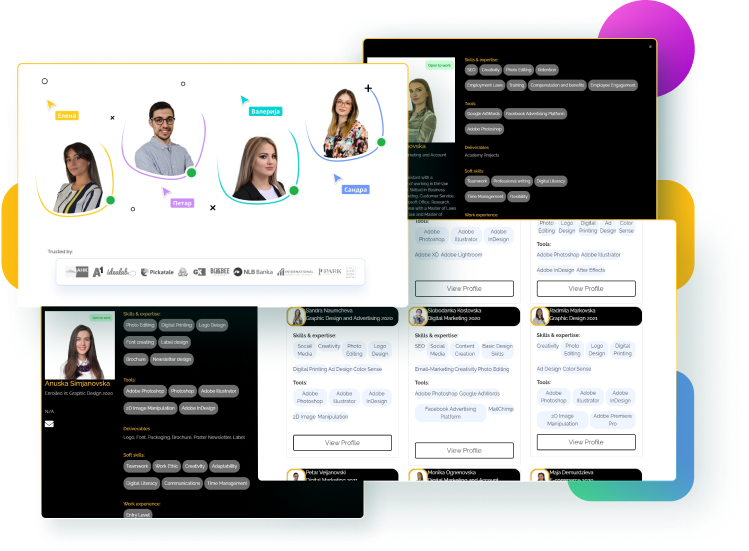 Елена
Петар
Валерија
Сандра
Trusted by:
A1
Pickatale
NLB Banka
Open to work
Skills & expertise:
SEO Creativity Photo Editing
Employment Laws Training Compensation and benefits Employee Engagement
Tools:
Google AdWords Facebook Advertising Platform
Adobe Photoshop
Deliverables
Academy Projects
Soft skills:
Teamwork Professional writing Digital Literacy
Time Management Flexibility
Work experience:
Photo Editing Logo Design Digital Printing Ad Design Color Sense
Tools:
Adobe Photoshop Adobe Illustrator
Adobe InDesign After Effects
View Profile
Tools:
Adobe Photoshop Adobe Illustrator Adobe InDesign
Adobe XD Adobe Lightroom
View Profile
Anuska Simjanovska
Enrolled in Graphic Design 2020
N/A
Skills & expertise:
Photo Editing Digital Printing Logo Design
Font creating Label design
Brochure Newsletter design
Tools:
Adobe Photoshop Photoshop Adobe Illustrator
2D Image Manipulation Adobe InDesign
Deliverables
Logo, Font, Packaging, Brochure, Poster Newsletter, Label
Soft skills:
Teamwork Work Ethic Creativity Adaptability
Digital Literacy Communications Time Management
Work experience:
Entry Level
Sandra Naumcheva
Graphic Design and Advertising 2020
Skills & expertise:
Social Media Creativity Photo Editing Logo Design
Digital Printing Ad Design Color Sense
Tools:
Adobe Photoshop Adobe Illustrator Adobe InDesign
2D Image Manipulation
View Profile
Slobodanka Kostovska
Digital Marketing 2020
Skills & expertise:
SEO Social Media Content Creation Basic Design Skills
Email-Marketing Creativity Photo Editing
Tools:
Adobe Photoshop Google AdWords
Facebook Advertising Platform MailChimp
View Profile
Radmila Markovska
Graphic Design 2021
Skills & expertise:
Creativity Photo Editing Logo Design Digital Printing
Ad Design Color Sense
Tools:
Adobe Photoshop Adobe Illustrator Adobe InDesign
2D Image Manipulation Adobe Premiere Pro
View Profile
Petar Veljanovski
Digital Marketing 2021
Monika Ognenovska
Digital Marketing and Account
Maja Demurdzieva
E-commerce 2020